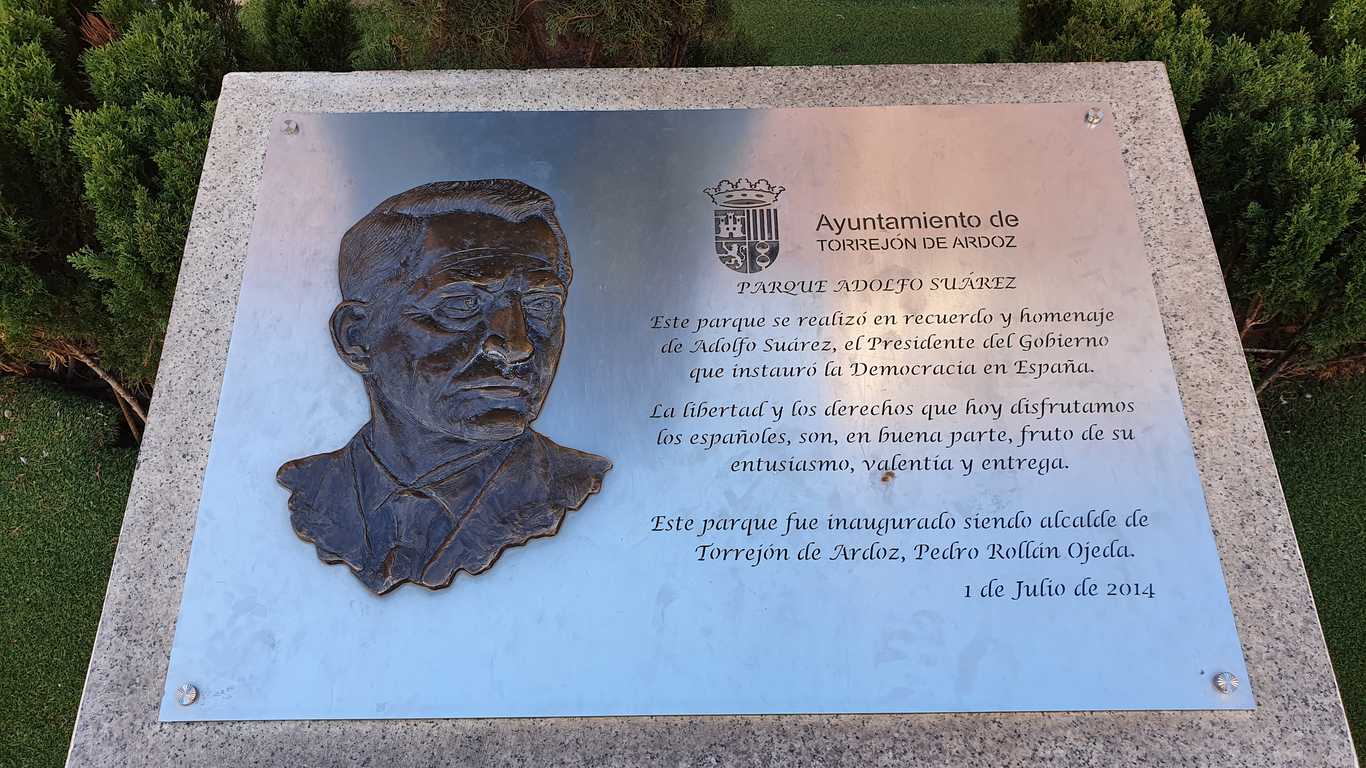 Ayuntamiento de
TORREJÓN DE ARDOZ
PARQUE ADOLFO SUÁREZ
Este parque se realizó en recuerdo y homenaje
de Adolfo Suárez, el Presidente del Gobierno
que instauró la Democracia en España.
La libertad y los derechos que hoy disfrutamos
los españoles, son, en buena parte, fruto de su
entusiasmo, valentía y entrega.
Este parque fue inaugurado siendo alcalde de
Torrejón de Ardoz, Pedro Rollán Ojeda.
1 de Julio de 2014